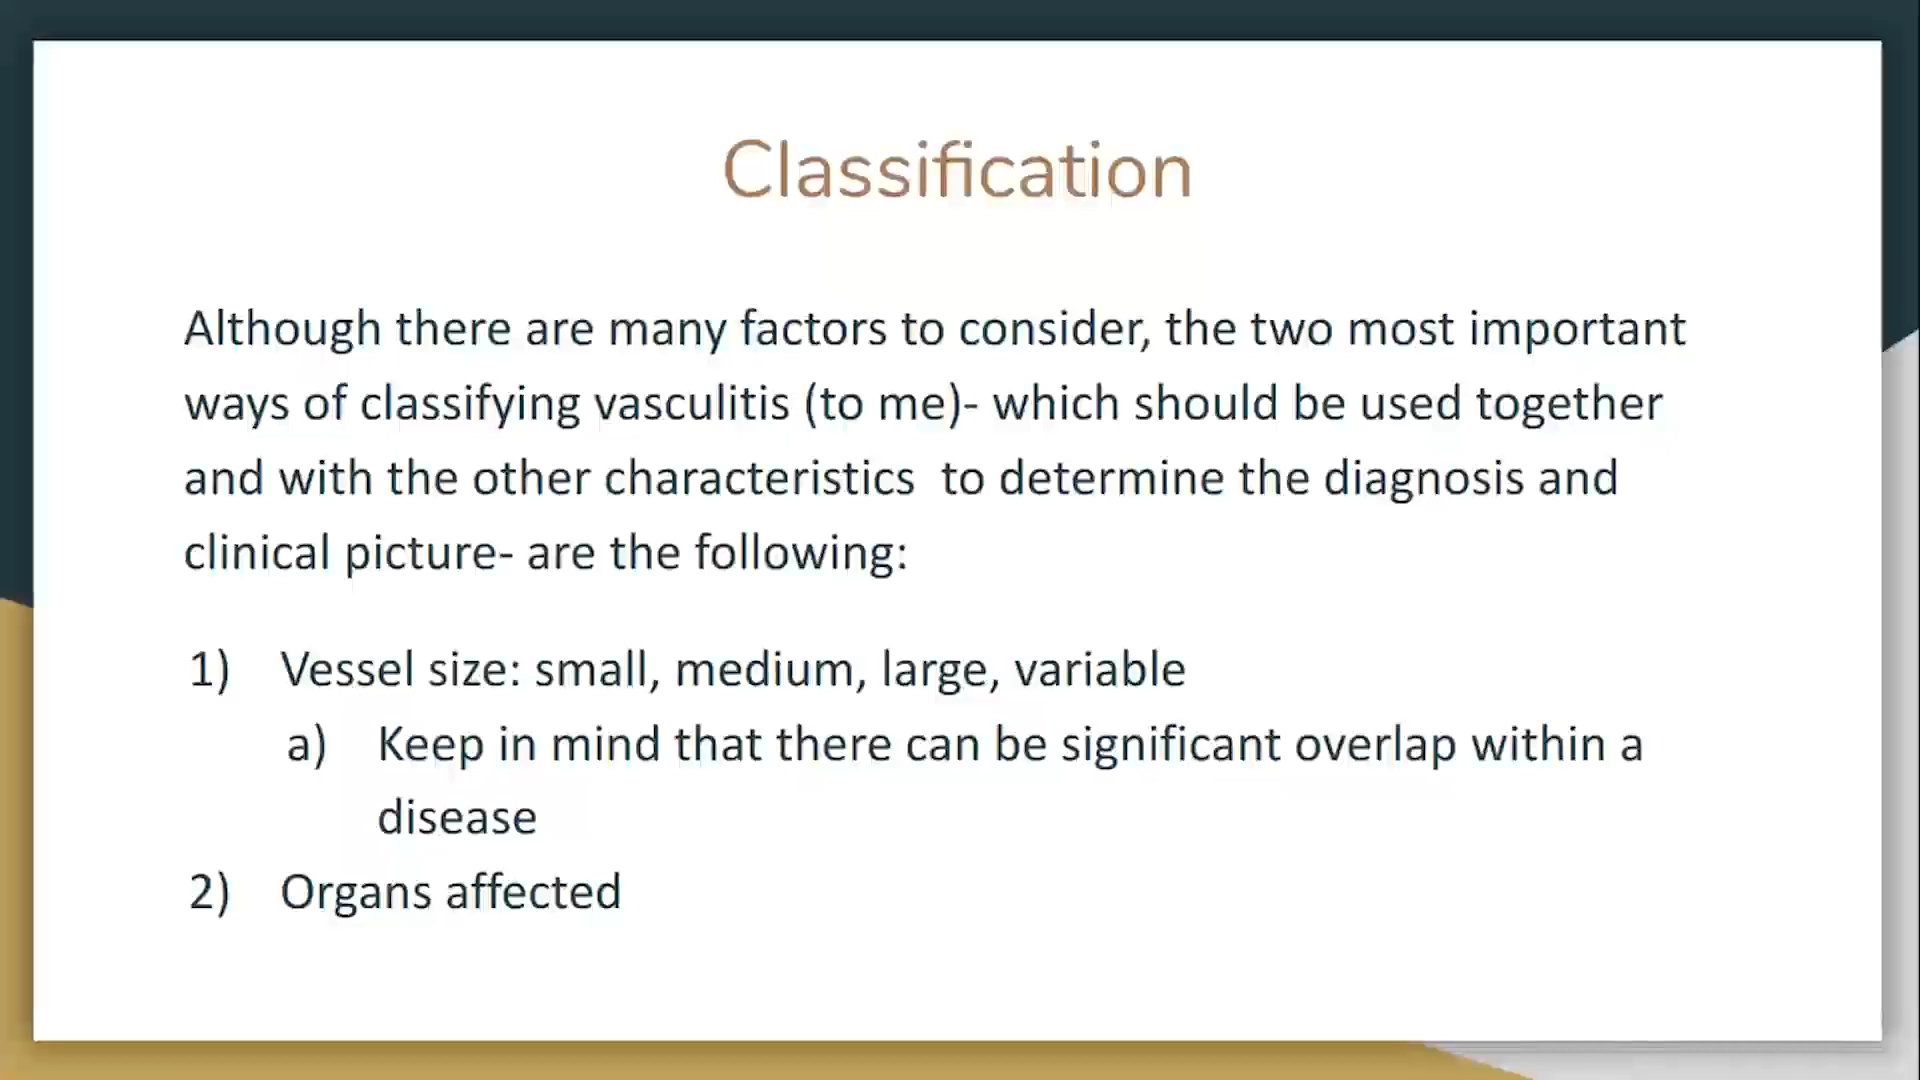 Classification
Although there are many factors to consider, the two most important
ways of classifying vasculitis (to me)- which should be used together
and with the other characteristics  to determine the diagnosis and
clinical picture- are the following:
1) Vessel size: small, medium, large, variable
a) Keep in mind that there can be significant overlap within a
disease
2) Organs affected